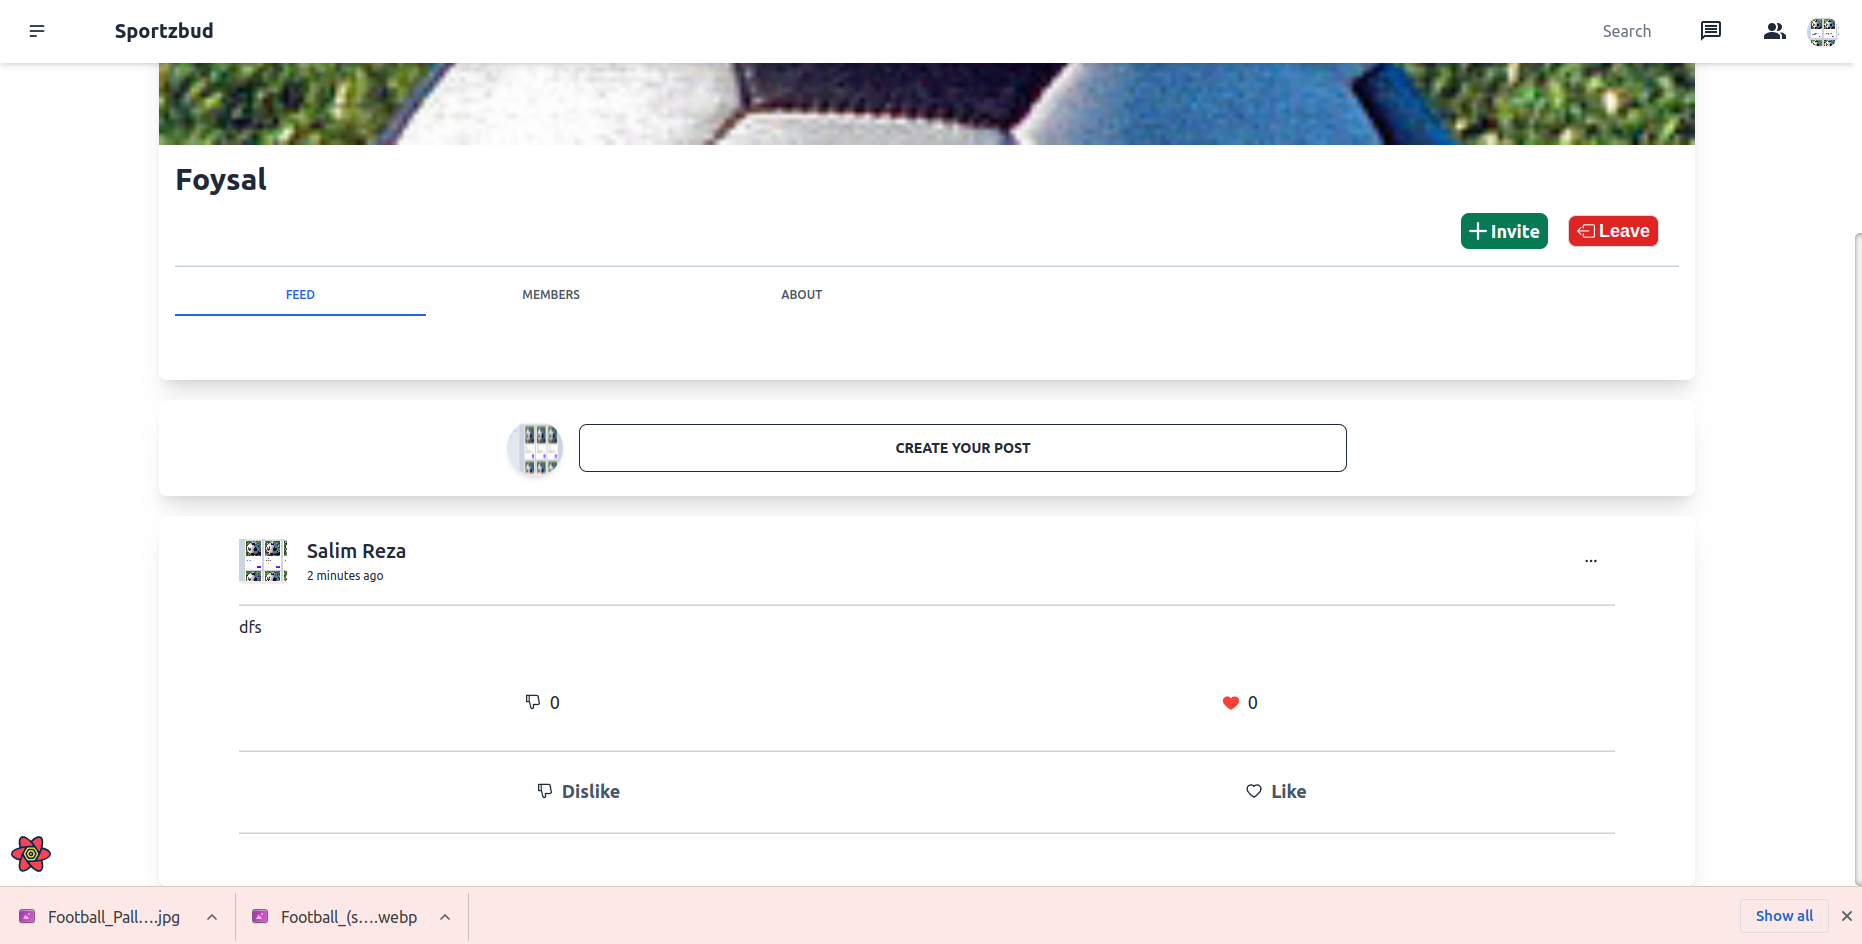 Sportzbud
Search
Foysal
Invite
Leave
FEED
MEMBERS
ABOUT
CREATE YOUR POST
Salim Reza
2 minutes ago
...
dfs
0
0
Dislike
Like
Football_Pall....jpg
Football_(s....webp
Show all